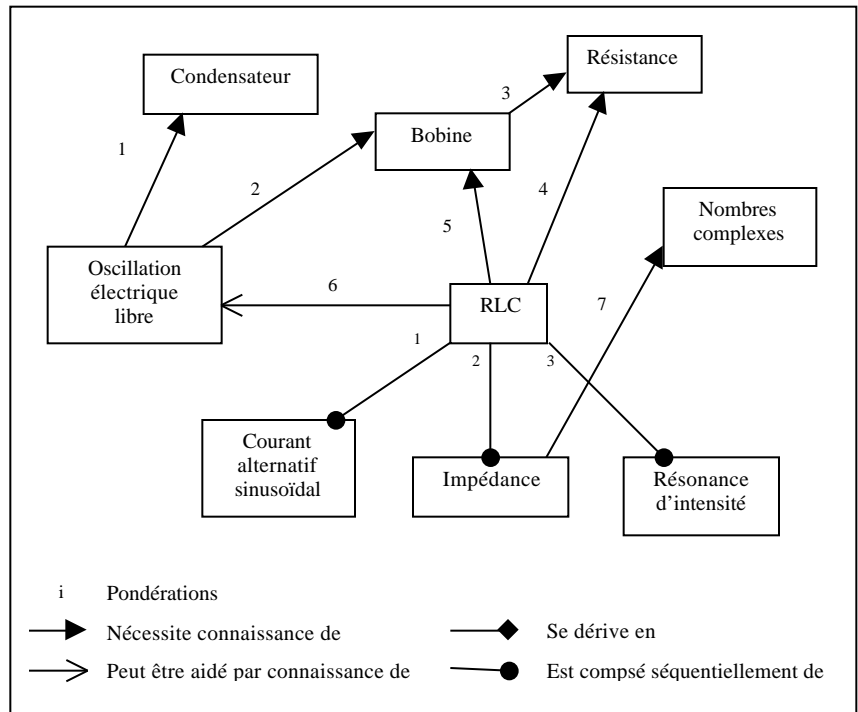 Condensateur
Résistance
3
Bobine
1
2
4
Nombres
complexes
5
Oscillation
électrique
libre
6
RLC
7
1
2
3
Courant
alternatif
sinusoïdal
Impédance
Résonance
d'intensité
i Pondérations
Nécessite connaissance de
Se dérive en
Peut être aidé par connaissance de
Est compsé séquentiellement de